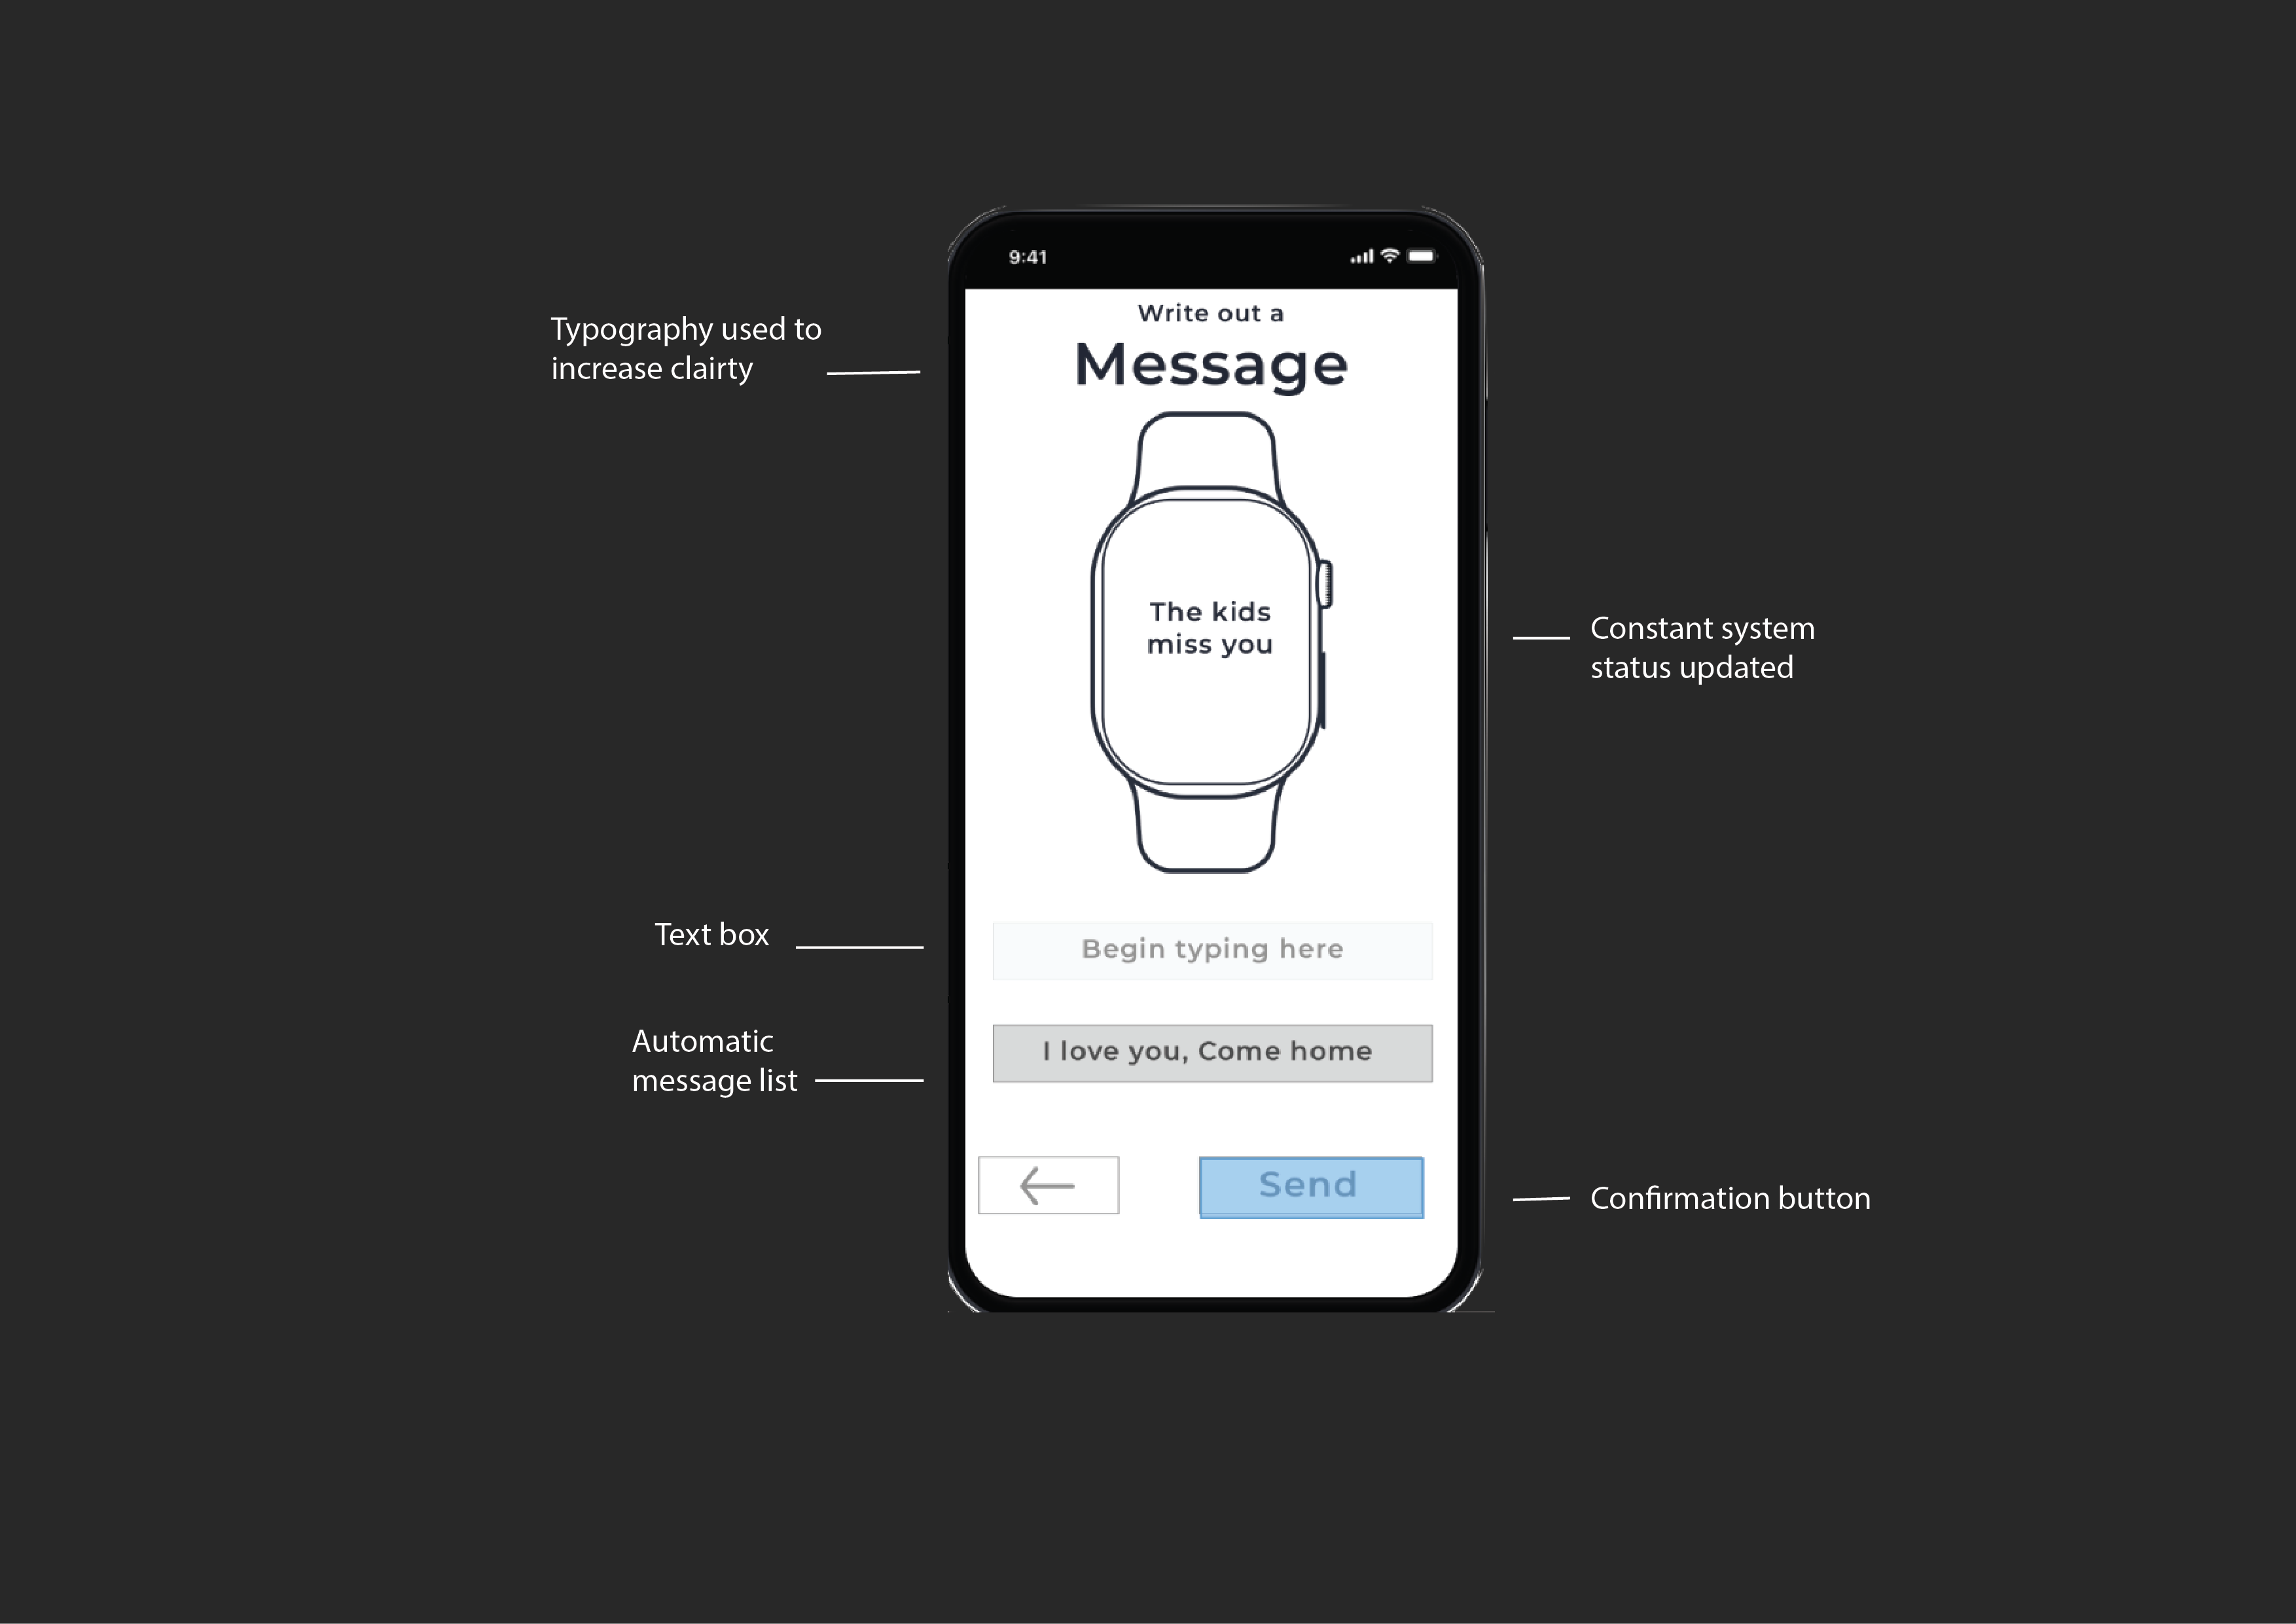 9:41
Write out a
Message
Typography used to
increase clairty
The kids
miss you
Constant system
status updated
Text box
Begin typing here
Automatic
message list
I love you, Come home
Send
Confirmation button